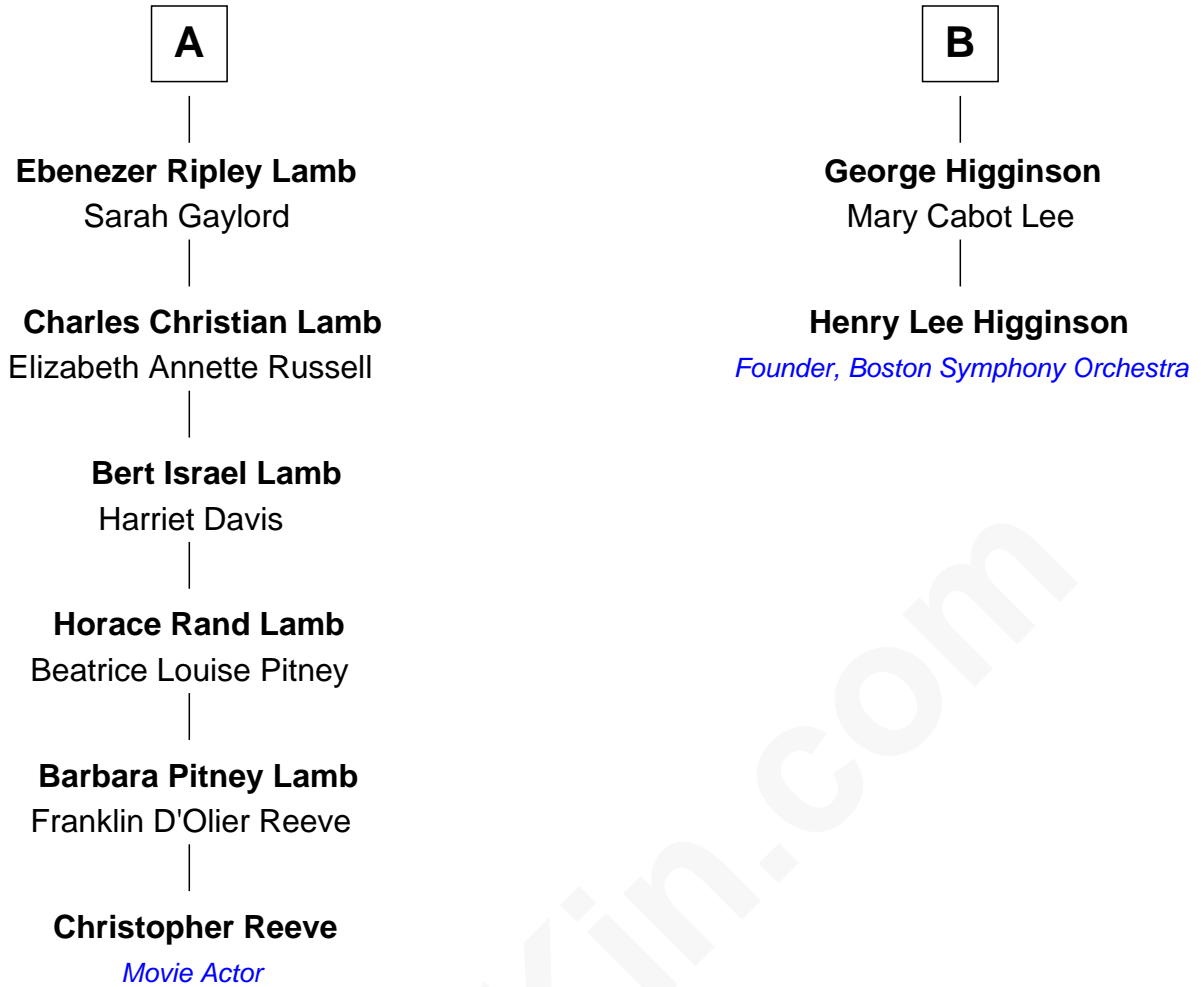 A
Ebenezer Ripley Lamb
Sarah Gaylord
Charles Christian Lamb
Elizabeth Annette Russell
Bert Israel Lamb
Harriet Davis
Horace Rand Lamb
Beatrice Louise Pitney
Barbara Pitney Lamb
Franklin D'Olier Reeve
Christopher Reeve
Movie Actor
B
George Higginson
Mary Cabot Lee
Henry Lee Higginson
Founder, Boston Symphony Orchestra
Kin.com